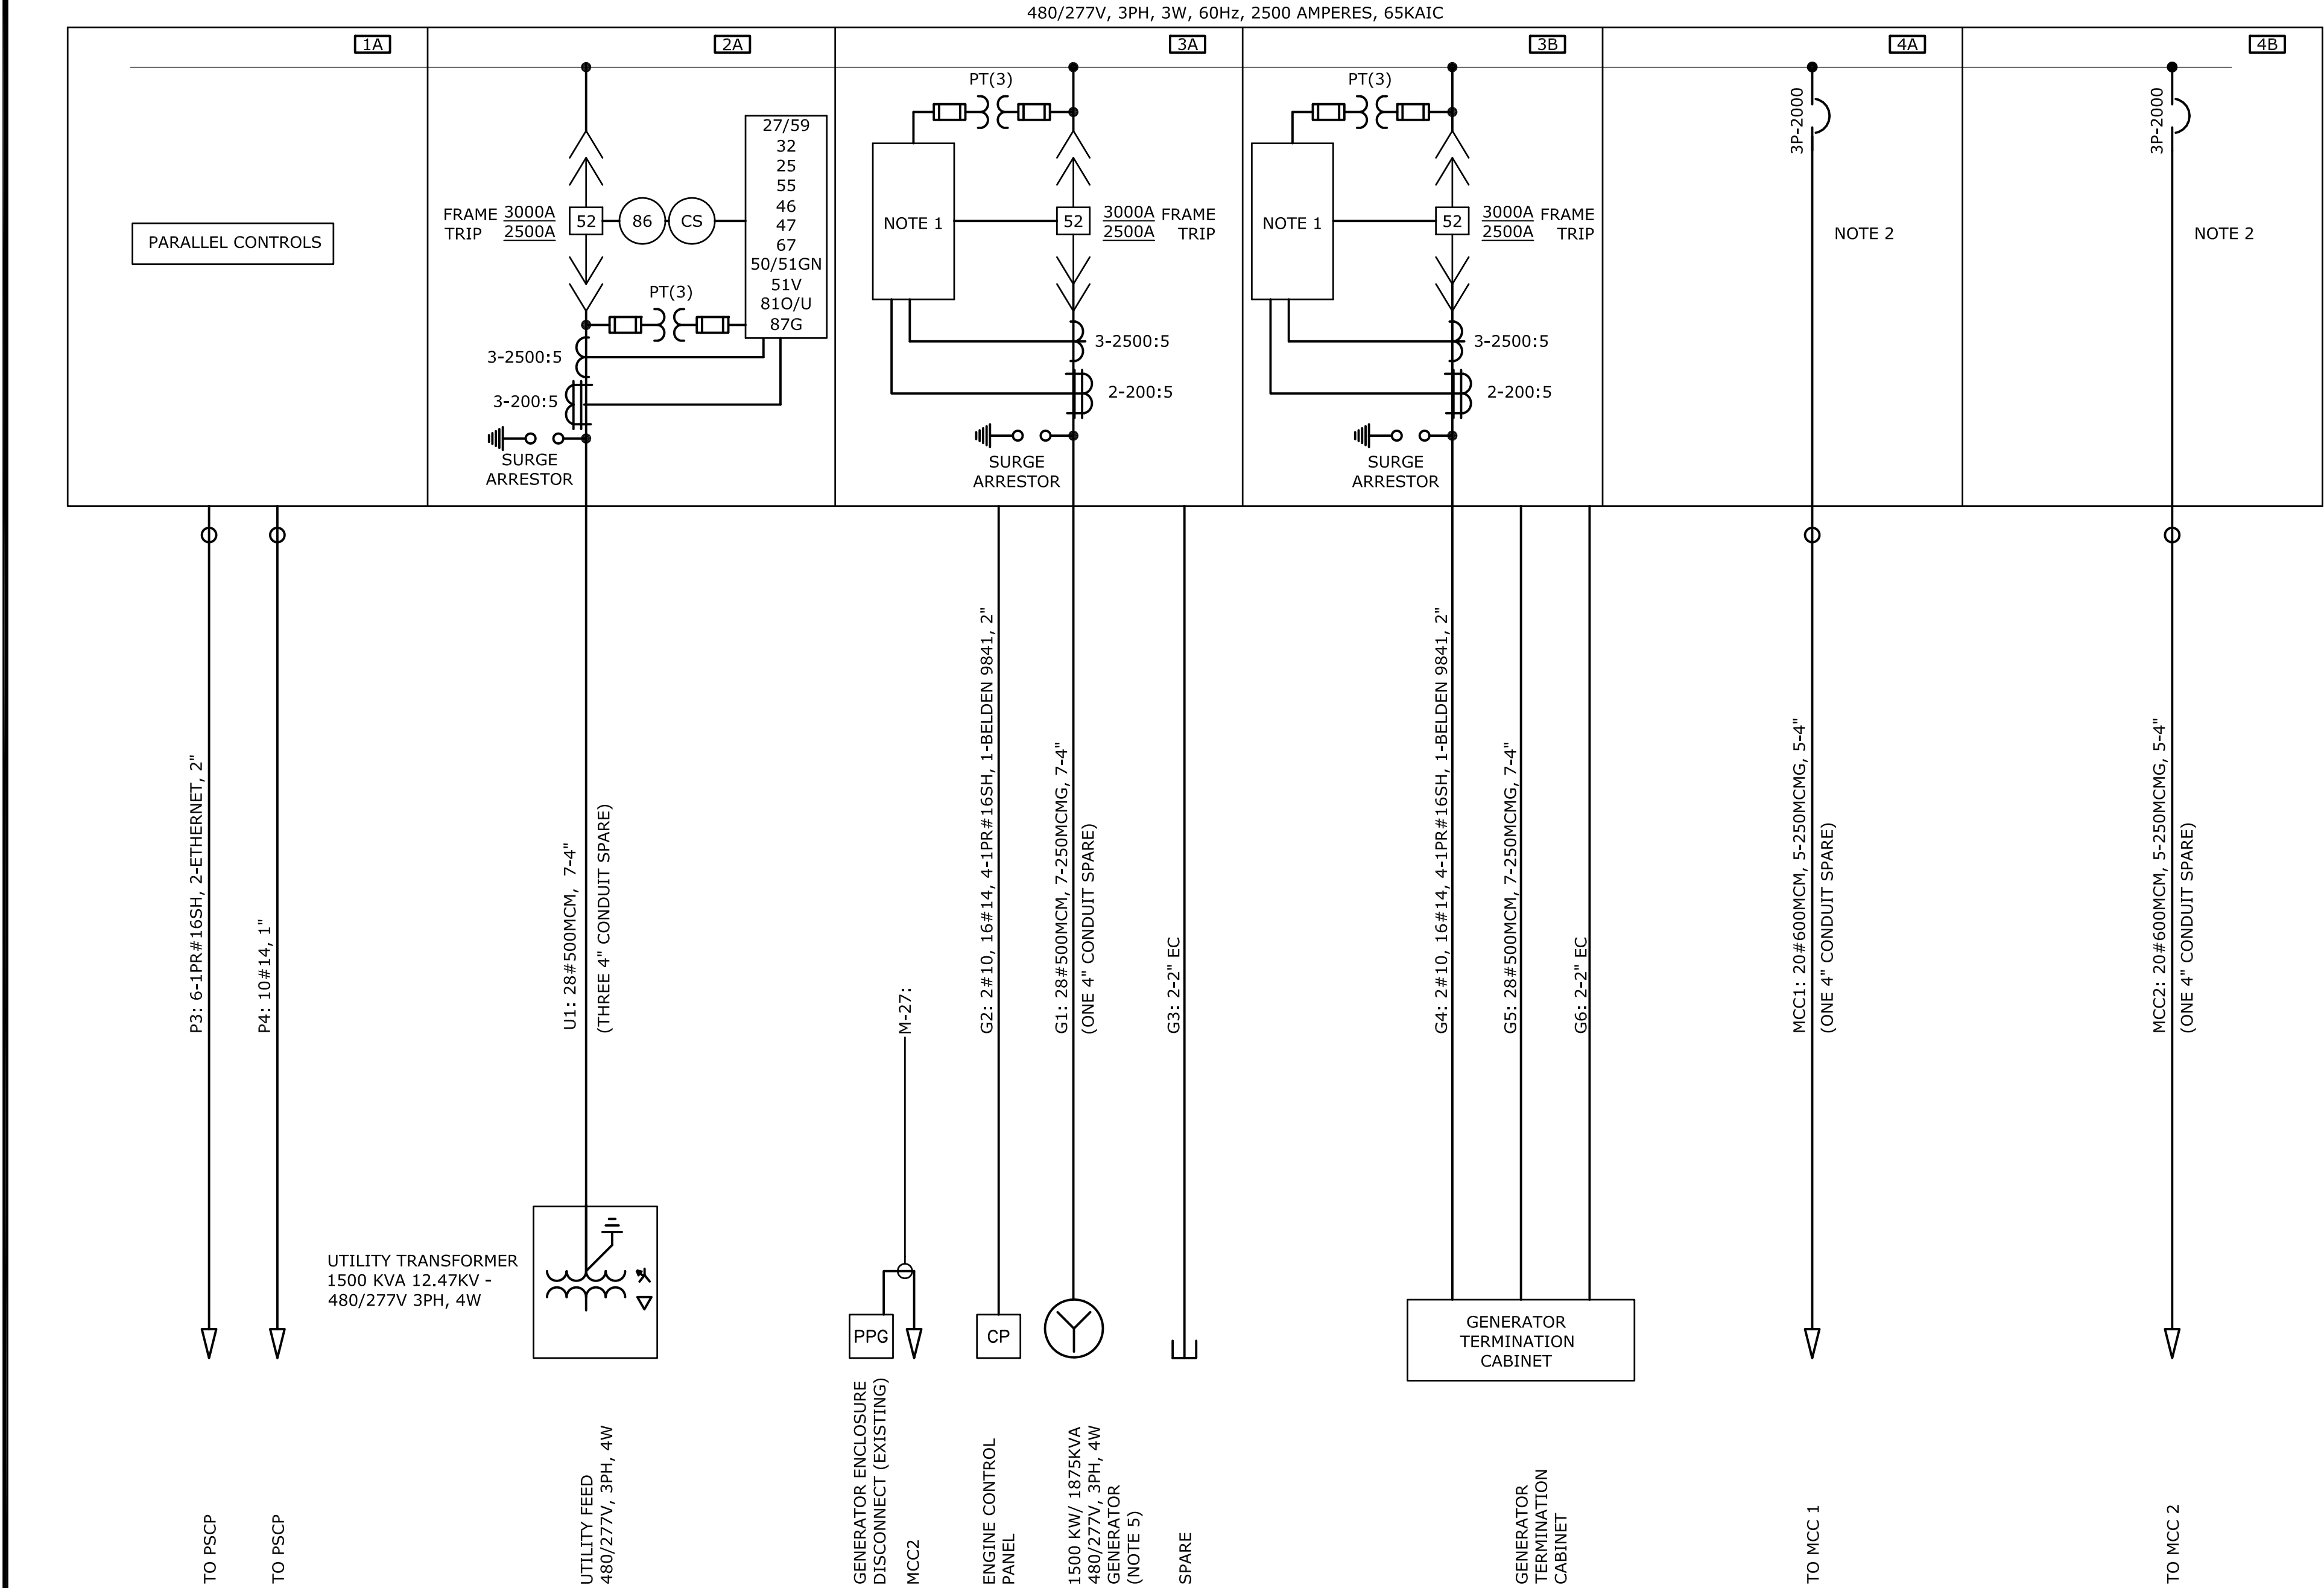 480/277V, 3PH, 3W, 60Hz, 2500 AMPERES, 65KAIC
1A
2A
3A
3B
4A
4B
PARALLEL CONTROLS
FRAME 3000A
TRIP 2500A
52
86
CS
27/59
32
25
55
46
47
67
50/51GN
51V
81O/U
87G
PT(3)
3-2500:5
3-200:5
SURGE
ARRESTOR
PT(3)
NOTE 1
52
3000A FRAME
2500A TRIP
3-2500:5
2-200:5
SURGE
ARRESTOR
PT(3)
NOTE 1
52
3000A FRAME
2500A TRIP
3-2500:5
2-200:5
SURGE
ARRESTOR
3P-2000
NOTE 2
3P-2000
NOTE 2
P3: 6-1PR#16SH, 2-ETHERNET, 2"
P4: 10#14, 1"
U1: 28#500MCM, 7-4"
(THREE 4" CONDUIT SPARE)
M-27:
G2: 2#10, 16#14, 4-1PR#16SH, 1-BELDEN 9841, 2"
G1: 28#500MCM, 7-250MCMG, 7-4"
(ONE 4" CONDUIT SPARE)
G3: 2-2" EC
G4: 2#10, 16#14, 4-1PR#16SH, 1-BELDEN 9841, 2"
G5: 28#500MCM, 7-250MCMG, 7-4"
G6: 2-2" EC
MCC1: 20#600MCM, 5-250MCMG, 5-4"
(ONE 4" CONDUIT SPARE)
MCC2: 20#600MCM, 5-250MCMG, 5-4"
(ONE 4" CONDUIT SPARE)
UTILITY TRANSFORMER
1500 KVA 12.47KV -
480/277V 3PH, 4W
PPG
CP
GENERATOR
TERMINATION
CABINET
TO PSCP
TO PSCP
UTILITY FEED
480/277V, 3PH, 4W
GENERATOR ENCLOSURE
DISCONNECT (EXISTING)
MCC2
ENGINE CONTROL
PANEL
1500 KW/ 1875KVA
480/277V, 3PH, 4W
GENERATOR
(NOTE 5)
SPARE
GENERATOR
TERMINATION
CABINET
TO MCC 1
TO MCC 2